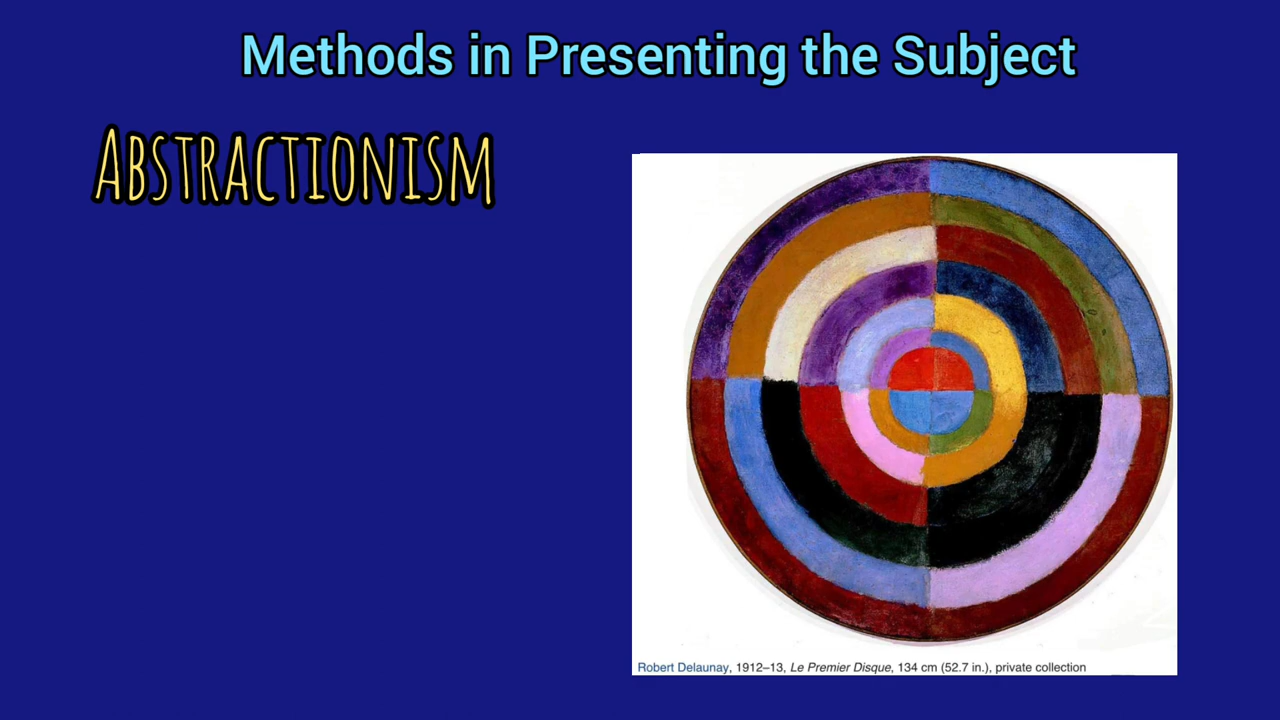 Methods in Presenting the Subject
ABSTRACTIONISM
Robert Delaunay, 1912–13, Le Premier Disque, 134 cm (52.7 in.), private collection